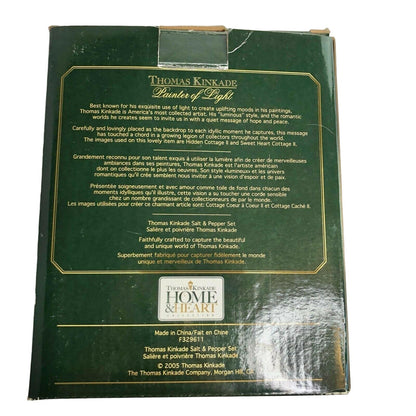 THOMAS KINKADE
Painter of Light
Best known for his exquisite use of light to create uplifting moods in his paintings,
Thomas Kinkade is America's most collected artist. His "luminous" style, and the romantic
worlds he creates seem to invite us in with a quiet message of hope and peace.
Carefully and lovingly placed as the backdrop to each idyllic moment he captures, this message
has touched a chord in a growing legion of collectors throughout the world.
The images used on this lovely item are Hidden Cottage II and Sweet Heart Cottage II.
Grandement reconnu pour son talent exquis à utiliser la lumière afin de créer de merveilleuses
ambiances dans ses peintures, Thomas Kinkade est l'artiste américain
dont on collectionne le plus les oeuvres. Son style lumineux et les univers
romantiques qu'il crée semblent nous inviter à une vision d'espoir et de paix.
Présentée soigneusement et avec amour comme toile de fond dans chacun des
moments idylliques qu'il illustre, cette vision a su toucher une corde sensible
chez un nombre grandissant de collectionneurs de par le monde.
Les images utilisées pour créer ce charmant article sont: Cottage Coeur à Coeur II et Cottage Caché II.
Thomas Kinkade Salt & Pepper Set
Salière et poivrière Thomas Kinkade
Faithfully crafted to capture the beautiful
and unique world of Thomas Kinkade.
Superbement fabriqué pour capturer fidèlement le monde
unique et merveilleux de Thomas Kinkade.
THOMAS KINKADE
HOME
&HEART
COLLECTION
Made in China/Fait en Chine
F329611
Thomas Kinkade Salt & Pepper Set
Salière et poivrière Thomas Kinkade
© 2005 Thomas Kinkade
The Thomas Kinkade Company, Morgan Hill, CA